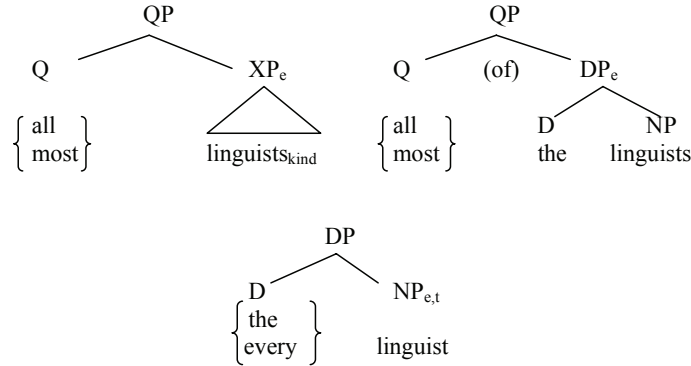 QP QP
Q XPe Q (of) DPe
all all D NP
most linguistskind most the linguists
DP
D NPe,t
the
every linguist